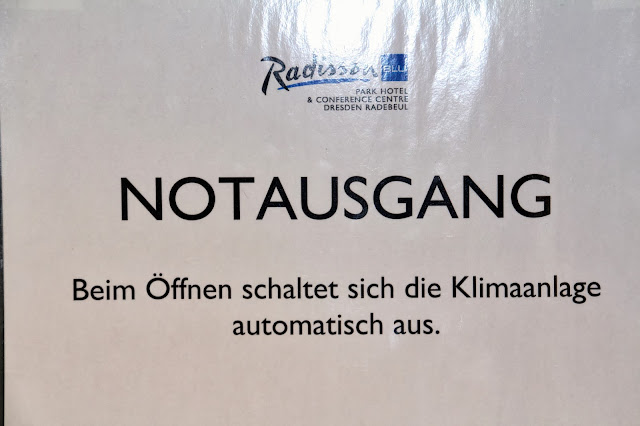 Radisson BLU
PARK HOTEL
& CONFERENCE CENTRE
DRESDEN RADEBEUL
NOTAUSGANG
Beim Öffnen schaltet sich die Klimaanlage
automatisch aus.